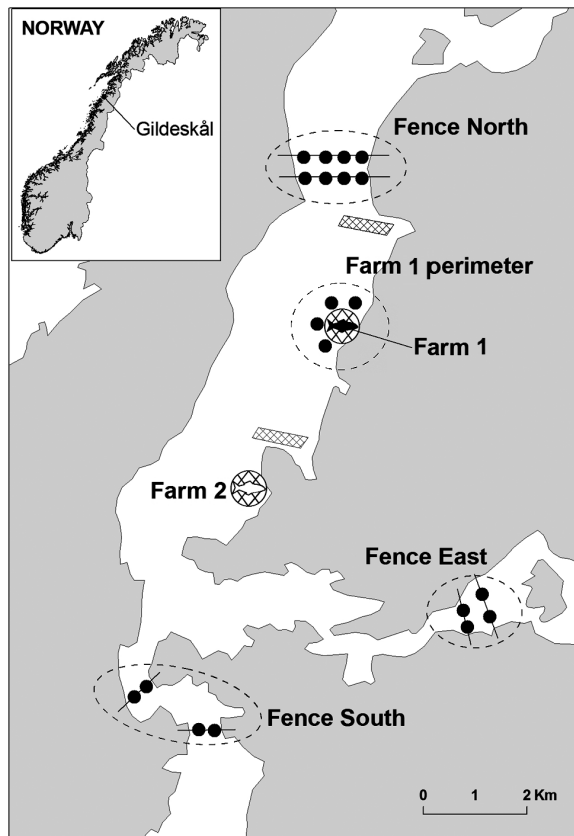 NORWAY
Gildeskål
Fence North
Farm 1 perimeter
Farm 1
Farm 2
Fence East
Fence South
0 1 2 Km